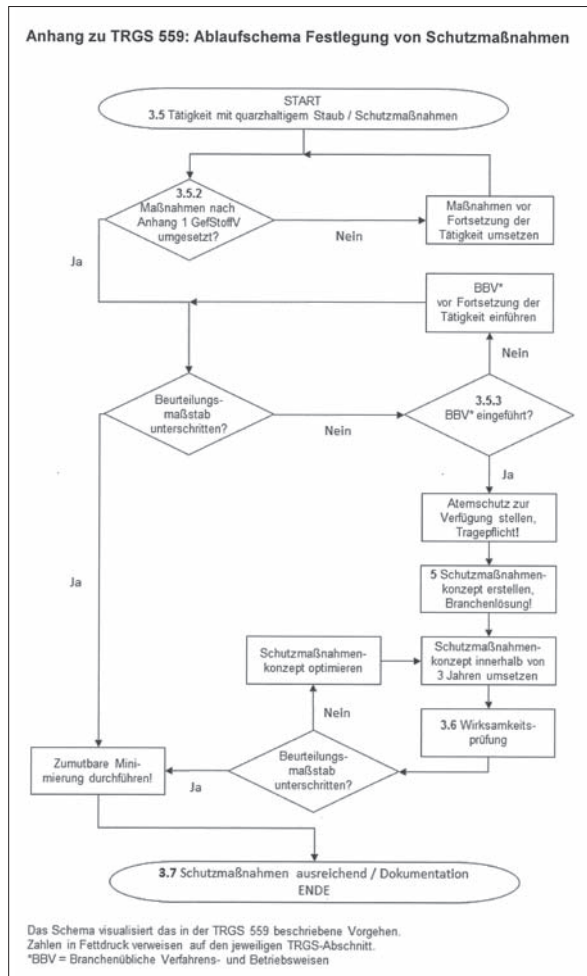 Anhang zu TRGS 559: Ablaufschema Festlegung von Schutzmaßnahmen
START
3.5 Tätigkeit mit quarzhaltigem Staub / Schutzmaßnahmen
3.5.2
Maßnahmen nach
Anhang 1 GefStoffV
umgesetzt?
Nein
Maßnahmen vor
Fortsetzung der
Tätigkeit umsetzen
Ja
BBV*
vor Fortsetzung der
Tätigkeit einführen
Nein
Beurteilungs-
maßstab
unterschritten?
Nein
3.5.3
BBV* eingeführt?
Ja
Atemschutz zur
Verfügung stellen,
Tragepflicht!
Ja
5 Schutzmaßnahmen-
konzept erstellen,
Branchenlösung!
Schutzmaßnahmen-
konzept optimieren
Schutzmaßnahmen-
konzept innerhalb von
3 Jahren umsetzen
Nein
3.6 Wirksamkeits-
prüfung
Zumutbare Mini-
mierung durchführen!
Ja
Beurteilungs-
maßstab
unterschritten?
3.7 Schutzmaßnahmen ausreichend / Dokumentation
ENDE
Das Schema visualisiert das in der TRGS 559 beschriebene Vorgehen.
Zahlen in Fettdruck verweisen auf den jeweiligen TRGS-Abschnitt.
*BBV = Branchenübliche Verfahrens- und Betriebsweisen